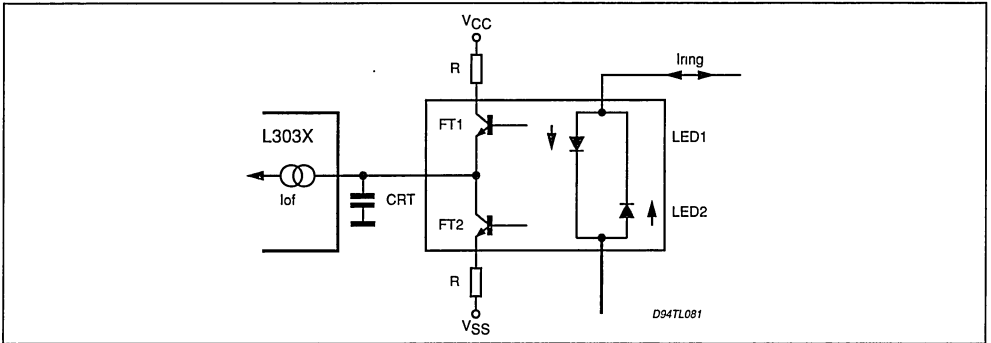 VCC
R
Iring
FT1
LED1
L303X
Iof
CRT
FT2
LED2
R
VSS
D94TL081